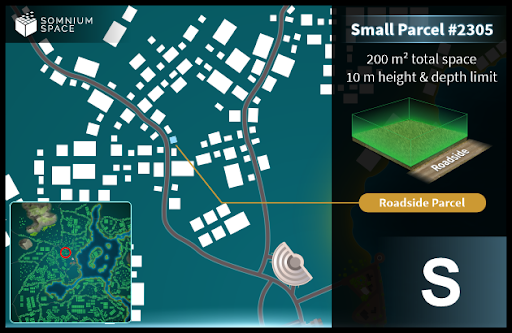 SOMNIUM
SPACE
Small Parcel #2305
200 m² total space
10 m height & depth limit
Roadside
Roadside Parcel
S